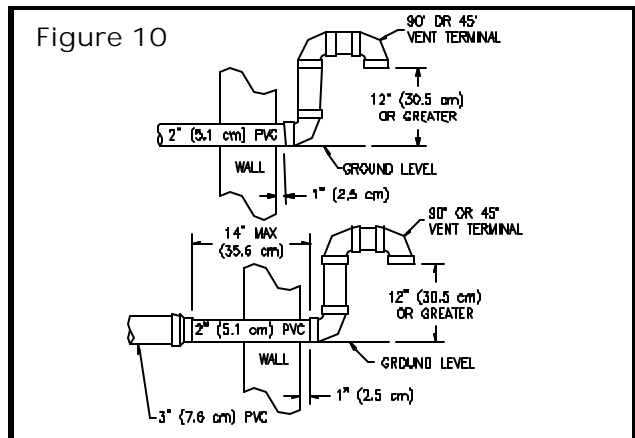 Figure 10
90' OR 45'
VENT TERMINAL
12" (30.5 cm)
OR GREATER
2" (5.1 cm) PVC
WALL
GROUND LEVEL
1" (2.5 cm)
14" MAX
(35.6 cm)
90° OR 45°
VENT TERMINAL
12" (30.5 cm)
OR GREATER
2" (5.1 cm) PVC
WALL
GROUND LEVEL
1" (2.5 cm)
3" (7.6 cm) PVC